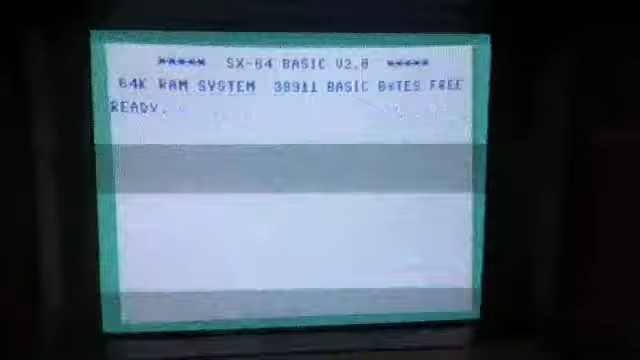 ***** SX-64 BASIC V2.0 *****
64K RAM SYSTEM 38911 BASIC BYTES FREE
READY.